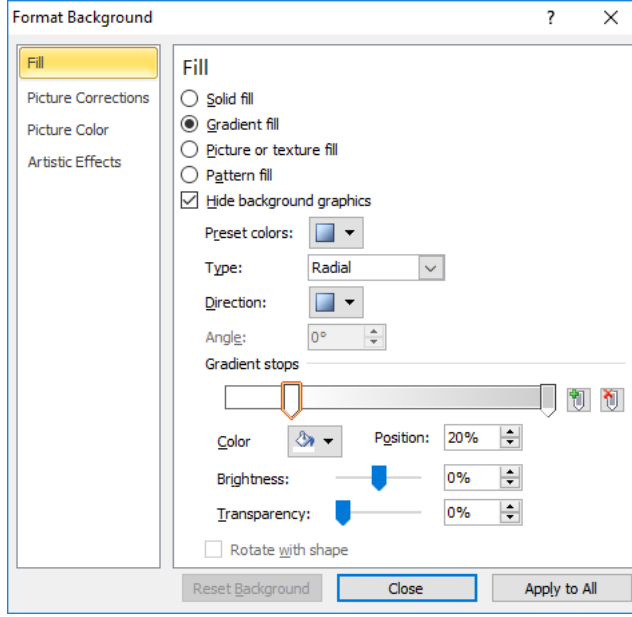 Format Background ?
Fill
Picture Corrections
Picture Color
Artistic Effects
Fill
Solid fill
Gradient fill
Picture or texture fill
Pattern fill
Hide background graphics
Preset colors:
Type: Radial
Direction:
Angle: 0°
Gradient stops
Color Position: 20%
Brightness: 0%
Transparency: 0%
Rotate with shape
Reset Background Close Apply to All